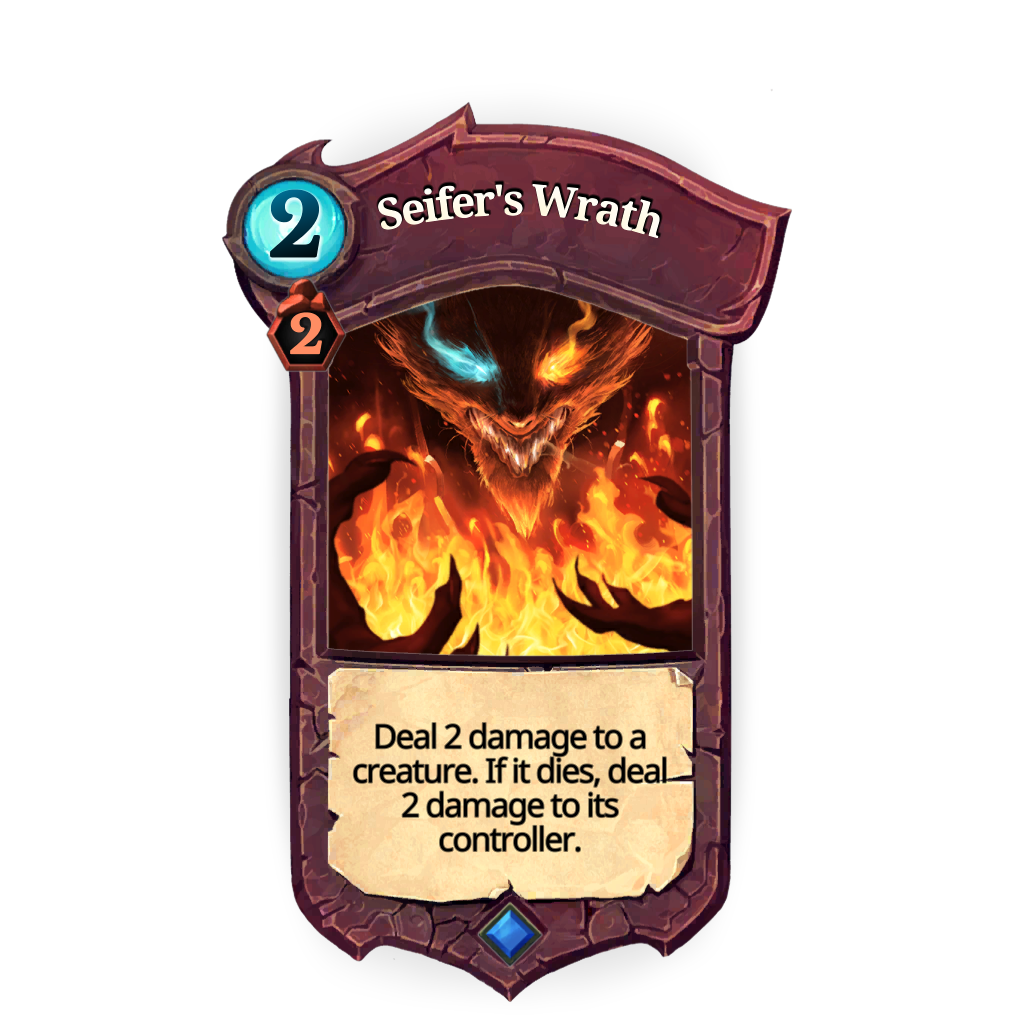 2
Seifer's Wrath
2
Deal 2 damage to a
creature. If it dies, deal
2 damage to its
controller.